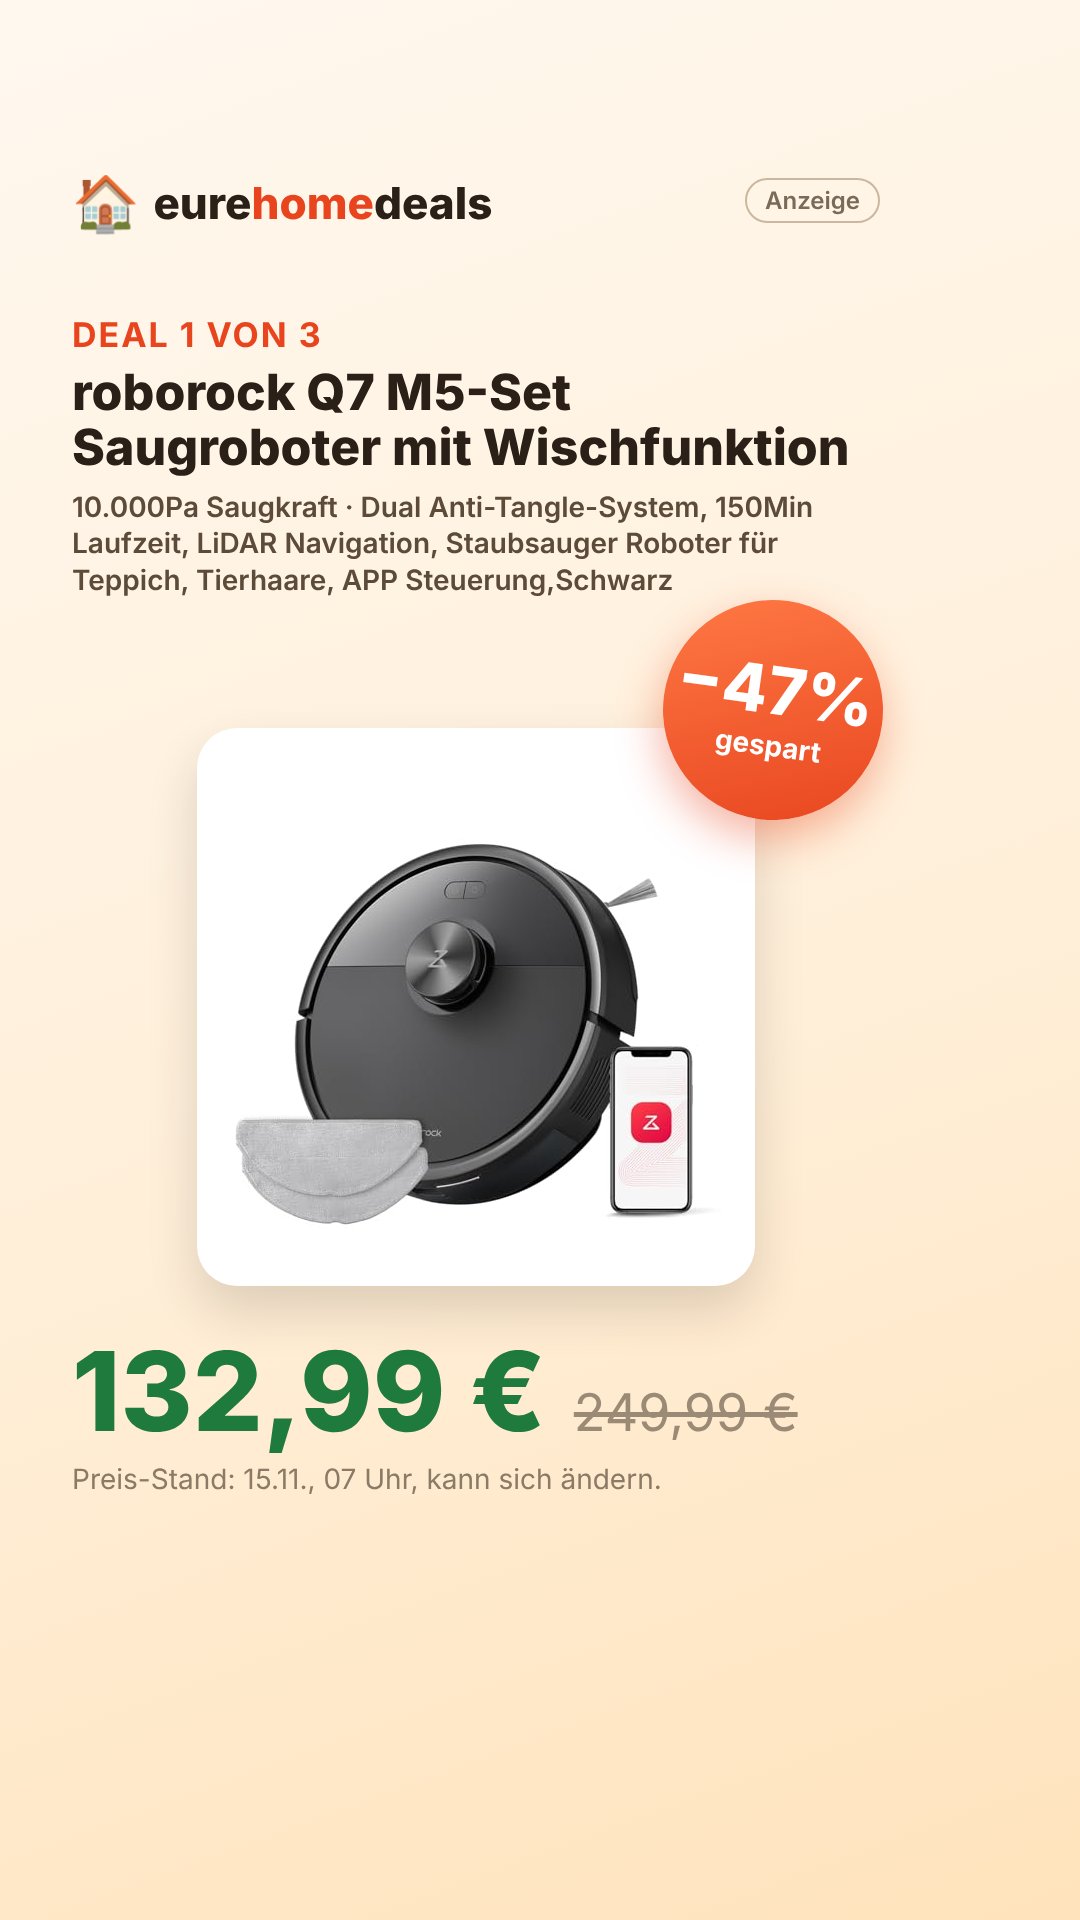 eurehomedeals
Anzeige
DEAL 1 VON 3
roborock Q7 M5-Set
Saugroboter mit Wischfunktion
10.000Pa Saugkraft · Dual Anti-Tangle-System, 150Min
Laufzeit, LiDAR Navigation, Staubsauger Roboter für
Teppich, Tierhaare, APP Steuerung,Schwarz
−47%
gespart
rock
132,99 € 249,99 €
Preis-Stand: 15.11., 07 Uhr, kann sich ändern.